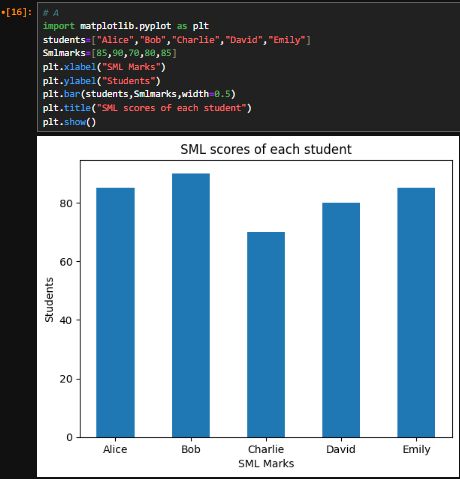 •[16]:
# A
import matplotlib.pyplot as plt
students=["Alice","Bob","Charlie","David","Emily"]
Smlmarks=[85,90,70,80,85]
plt.xlabel("SML Marks")
plt.ylabel("Students")
plt.bar(students,Smlmarks,width=0.5)
plt.title("SML scores of each student")
plt.show()
SML scores of each student
80
60
40
20
0
Students
Alice Bob Charlie David Emily
SML Marks